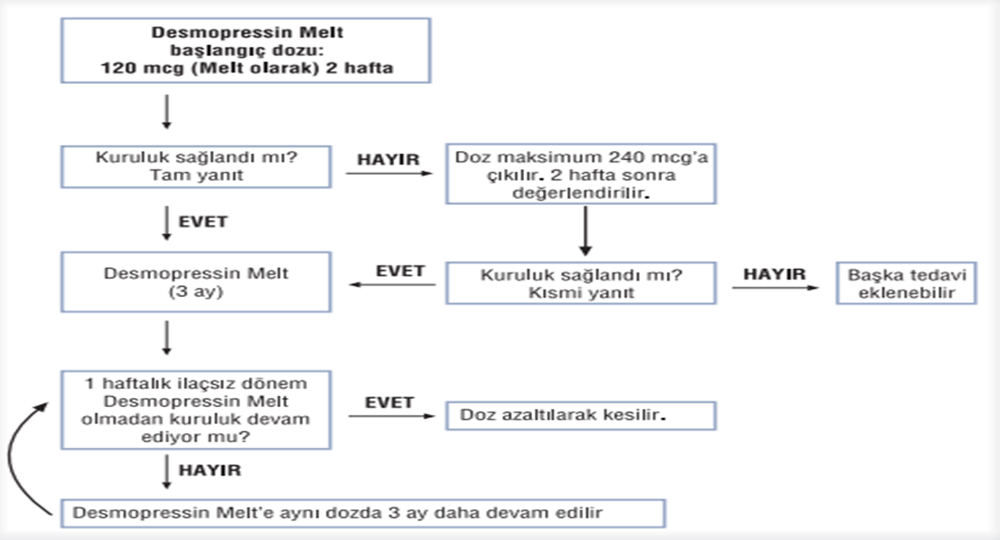 Desmopressin Melt
başlangıç dozu:
120 mcg (Melt olarak) 2 hafta
Kuruluk sağlandı mı?
Tam yanıt
HAYIR
Doz maksimum 240 mcg'a
çıkılır. 2 hafta sonra
değerlendirilir.
EVET
Desmopressin Melt
(3 ay)
EVET
Kuruluk sağlandı mı?
Kısmi yanıt
HAYIR
Başka tedavi
eklenebilir
1 haftalık ilaçsız dönem
Desmopressin Melt
olmadan kuruluk devam
ediyor mu?
EVET
Doz azaltılarak kesilir.
HAYIR
Desmopressin Melt'e aynı dozda 3 ay daha devam edilir